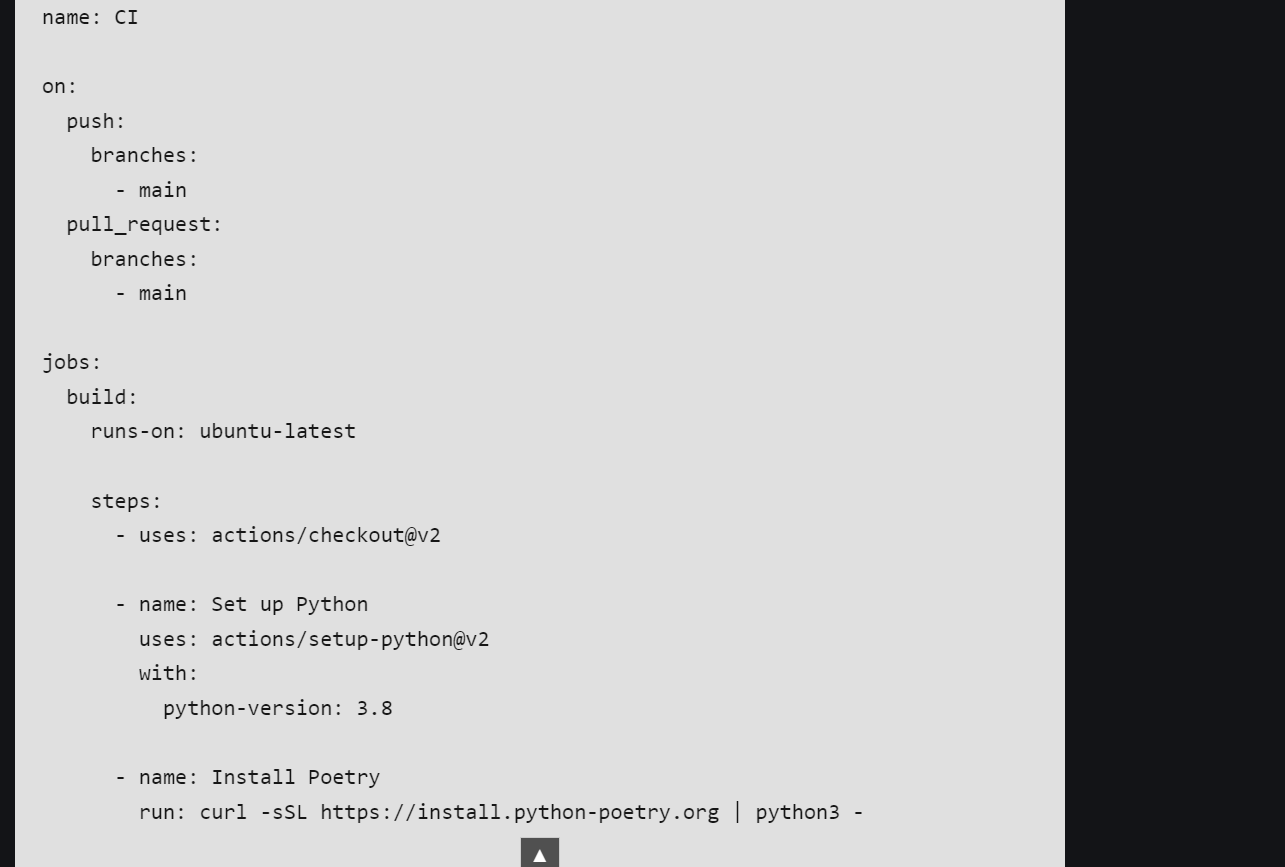 name: CI
on:
  push:
    branches:
      - main
  pull_request:
    branches:
      - main
jobs:
  build:
    runs-on: ubuntu-latest
    steps:
      - uses: actions/checkout@v2
      - name: Set up Python
        uses: actions/setup-python@v2
        with:
          python-version: 3.8
      - name: Install Poetry
        run: curl -sSL https://install.python-poetry.org | python3 -